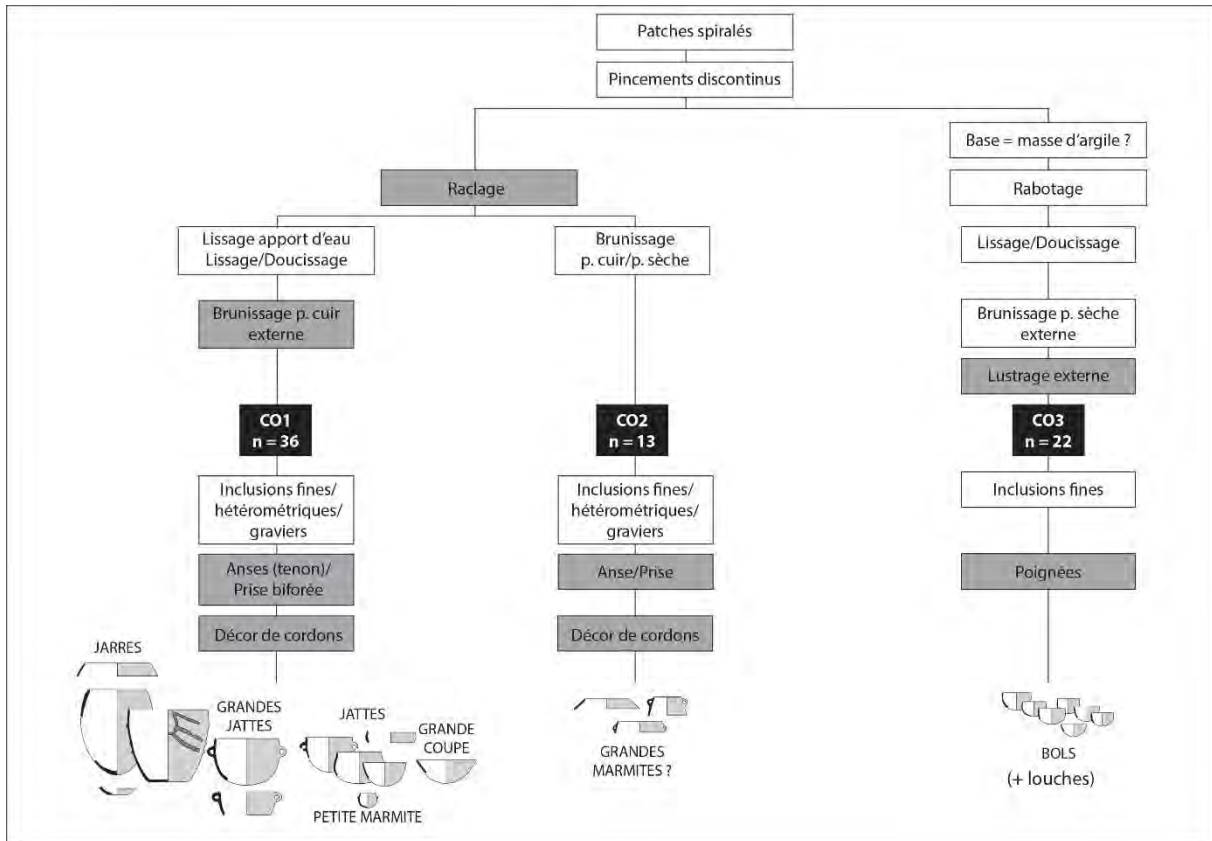 Patches spiralés
Pincements discontinus
Base = masse d'argile ?
Raclage
Rabotage
Lissage apport d'eau
Lissage/Doucissage
Brunissage
p. cuir/p. sèche
Lissage/Doucissage
Brunissage p. cuir
externe
Brunissage p. sèche
externe
Lustrage externe
CO1
n = 36
CO2
n = 13
CO3
n = 22
Inclusions fines/
hétérométriques/
graviers
Inclusions fines/
hétérométriques/
graviers
Inclusions fines
Anses (tenon)/
Prise biforée
Anse/Prise
Poignées
Décor de cordons
Décor de cordons
JARRES
GRANDES
JATTES
JATTES
GRANDE
COUPE
PETITE MARMITE
GRANDES
MARMITES ?
BOLS
(+ louches)